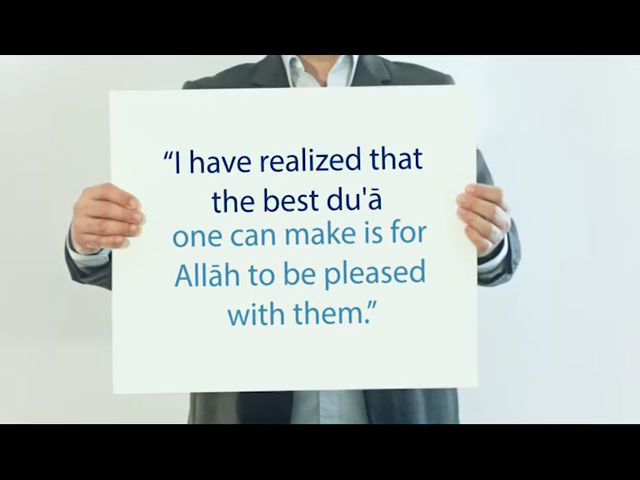 “I have realized that
the best du'ā
one can make is for
Allāh to be pleased
with them.”